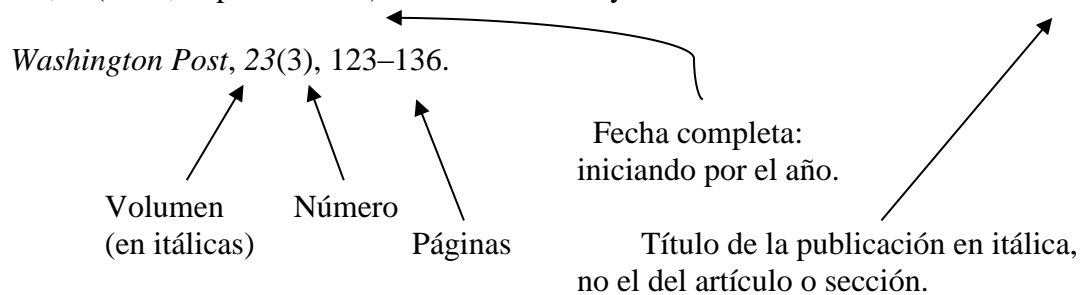 Washington Post, 23(3), 123–136.
Fecha completa:
iniciando por el año.
Volumen
(en itálicas)
Número
Páginas
Título de la publicación en itálica,
no el del artículo o sección.